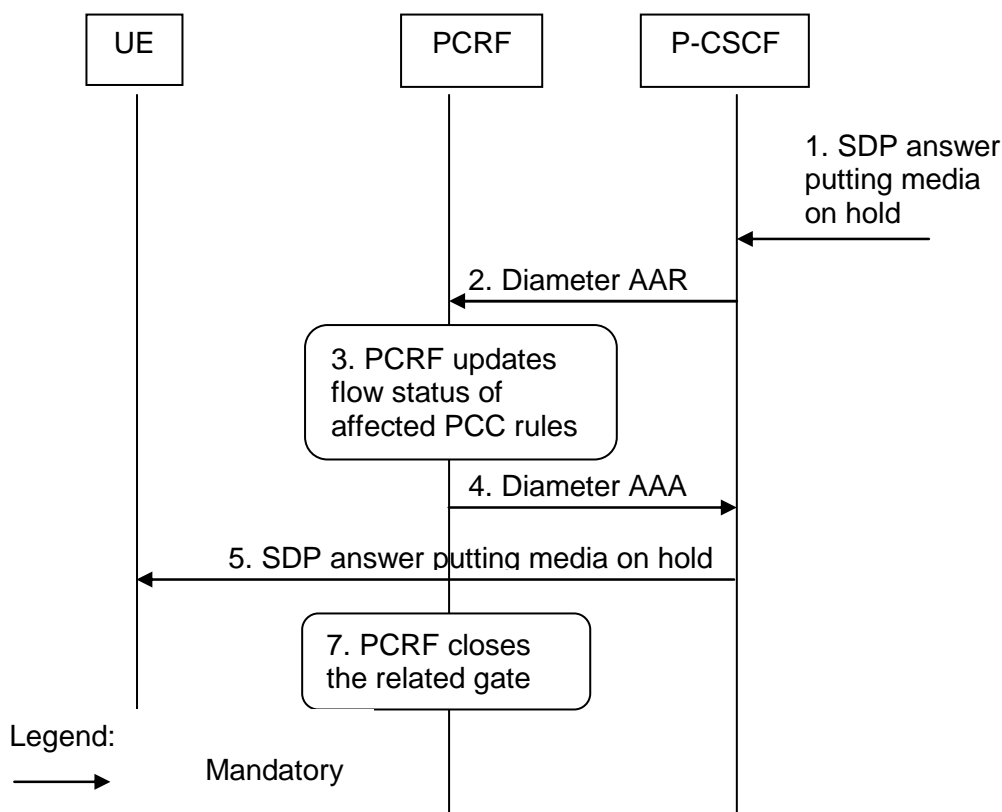 UE
PCRF
P-CSCF
1. SDP answer
putting media
on hold
2. Diameter AAR
3. PCRF updates
flow status of
affected PCC rules
4. Diameter AAA
5. SDP answer putting media on hold
7. PCRF closes
the related gate
Legend:
Mandatory